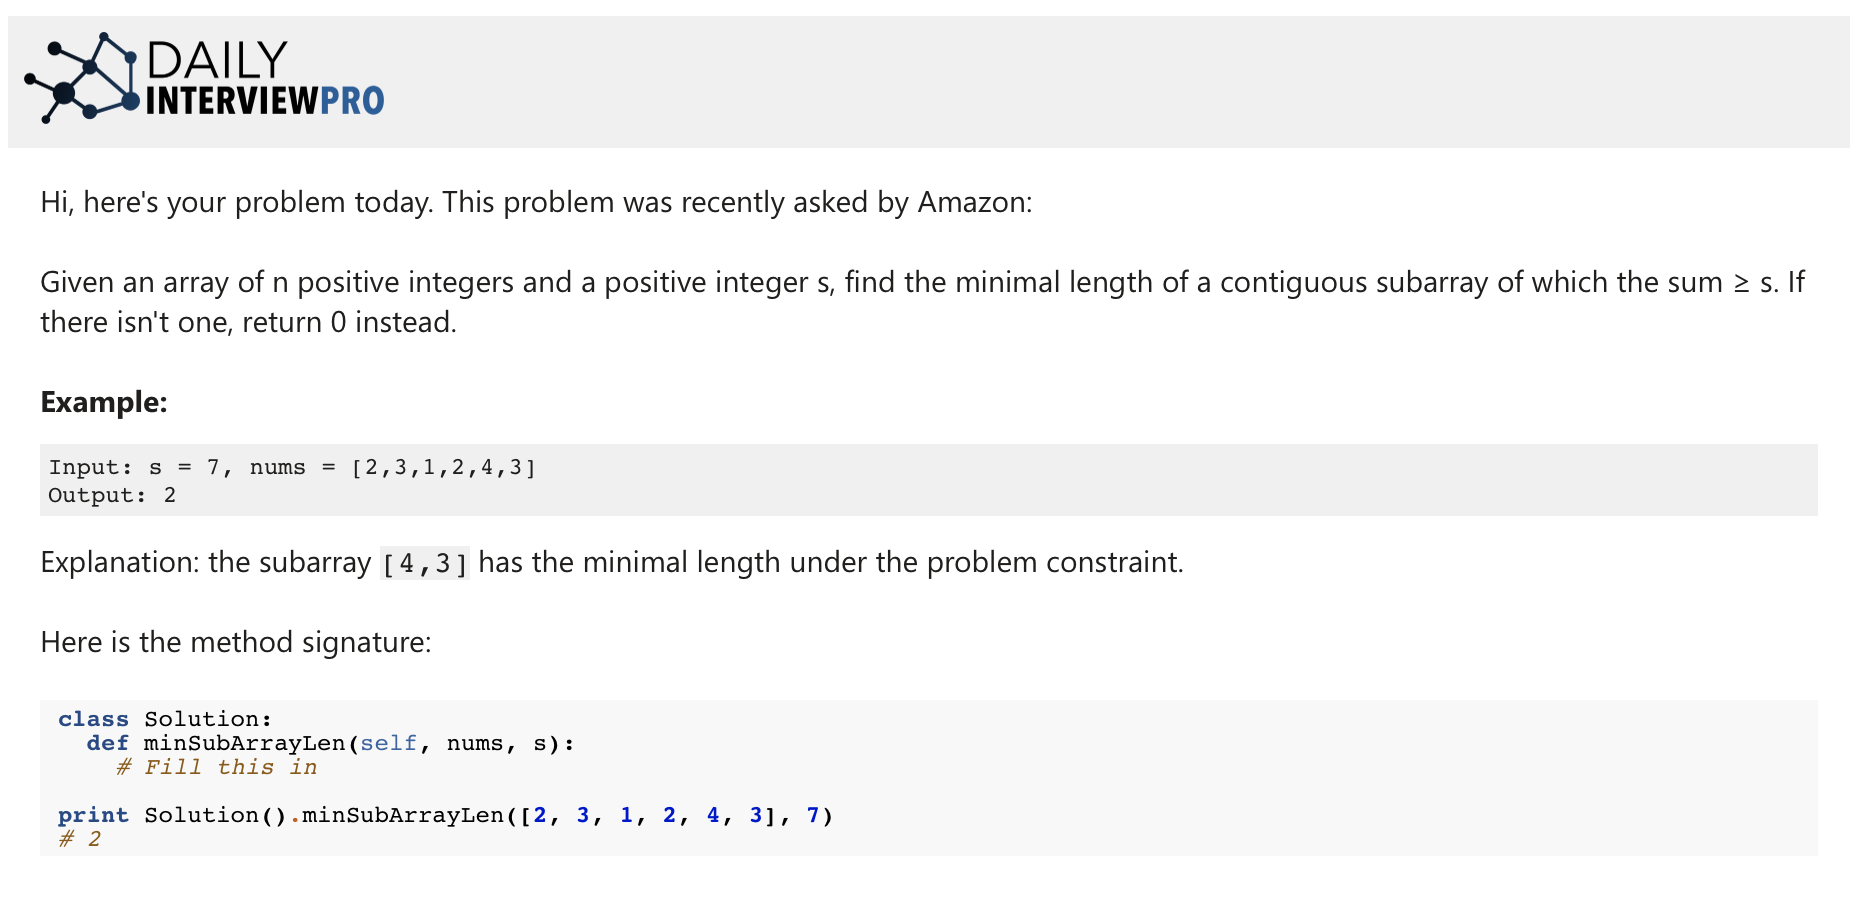 DAILY
INTERVIEWPRO
Hi, here's your problem today. This problem was recently asked by Amazon:
Given an array of n positive integers and a positive integer s, find the minimal length of a contiguous subarray of which the sum ≥ s. If
there isn't one, return 0 instead.
Example:
Input: s = 7, nums = [2,3,1,2,4,3]
Output: 2
Explanation: the subarray [4,3] has the minimal length under the problem constraint.
Here is the method signature:
class Solution:
  def minSubArrayLen(self, nums, s):
    # Fill this in
print Solution().minSubArrayLen([2, 3, 1, 2, 4, 3], 7)
# 2